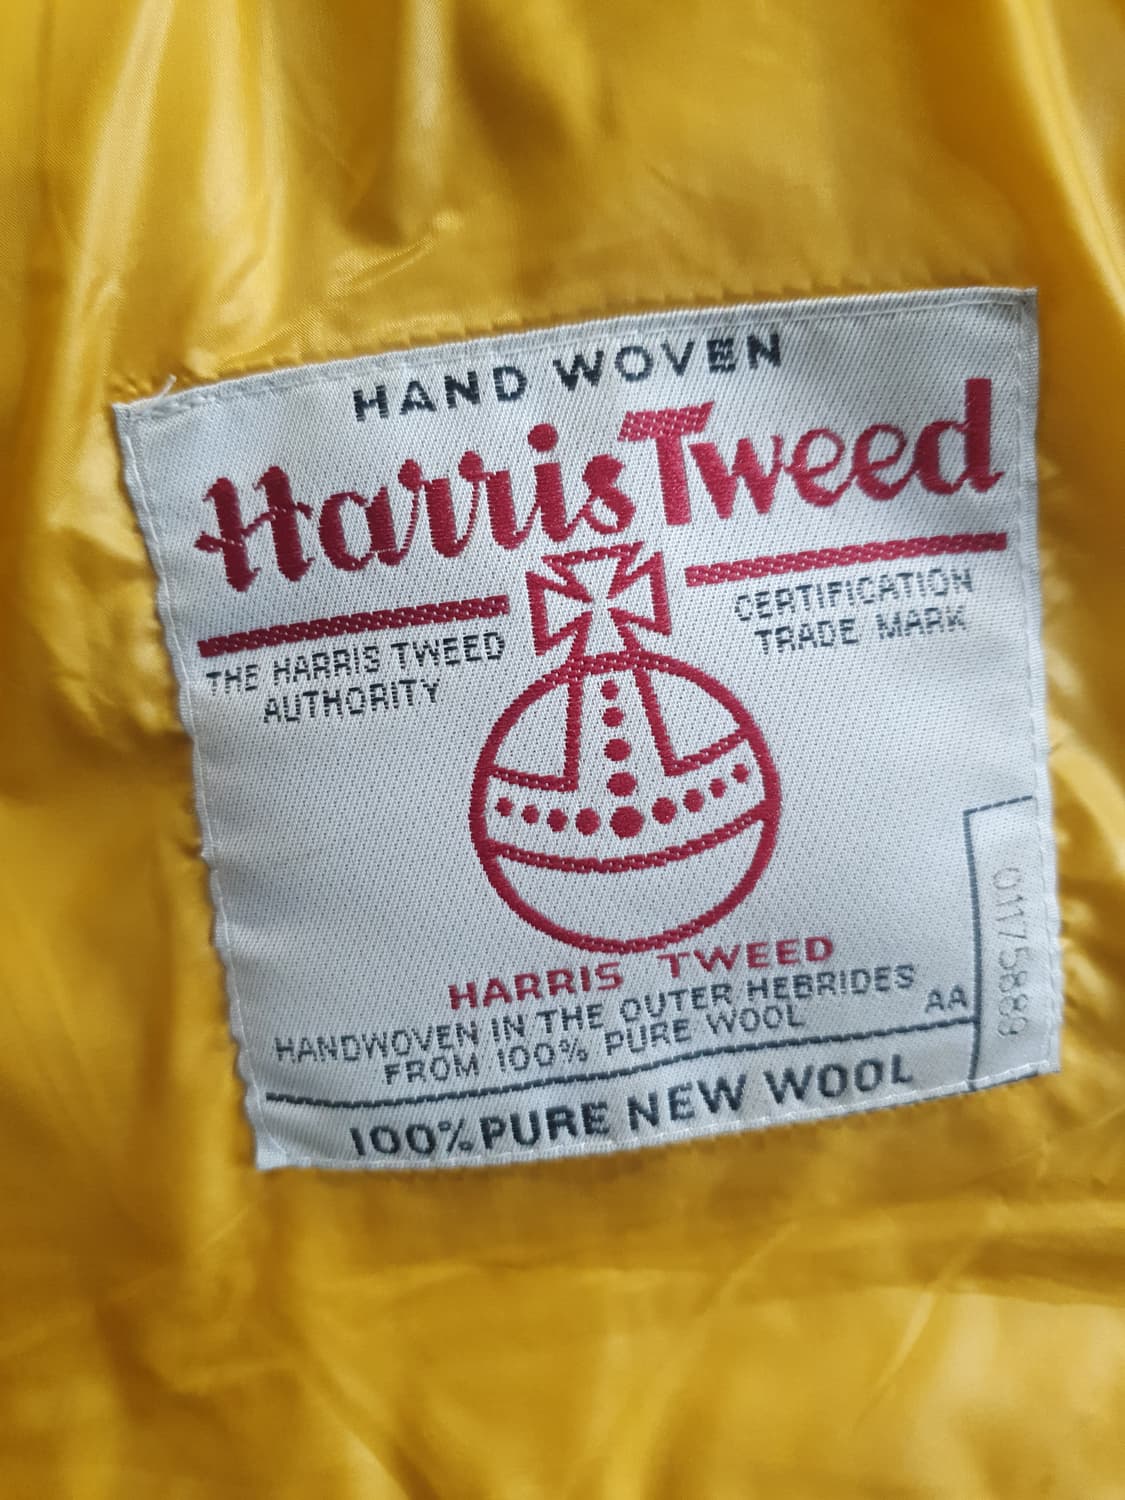 HAND WOVEN
Harris Tweed
THE HARRIS TWEED
AUTHORITY
CERTIFICATION
TRADE MARK
HARRIS TWEED
HANDWOVEN IN THE OUTER HEBRIDES
FROM 100% PURE WOOL
AA
100% PURE NEW WOOL